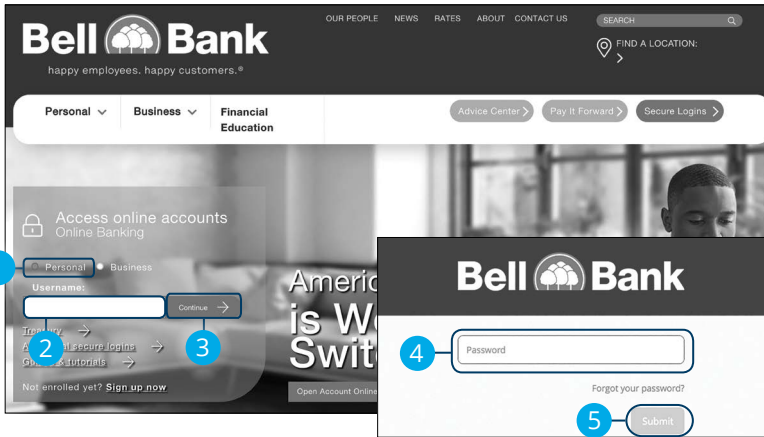 OUR PEOPLE NEWS RATES ABOUT CONTACT US SEARCH
Bell Bank
happy employees. happy customers.®
FIND A LOCATION:
Personal Business Financial Education
Advice Center Pay It Forward Secure Logins
Access online accounts
Online Banking
Personal Business
Username:
Continue
2
3
Treasury
secure logins
& tutorials
Not enrolled yet? Sign up now
is
Open Account Online
Bell Bank
4
Password
Forgot your password?
5
Submit